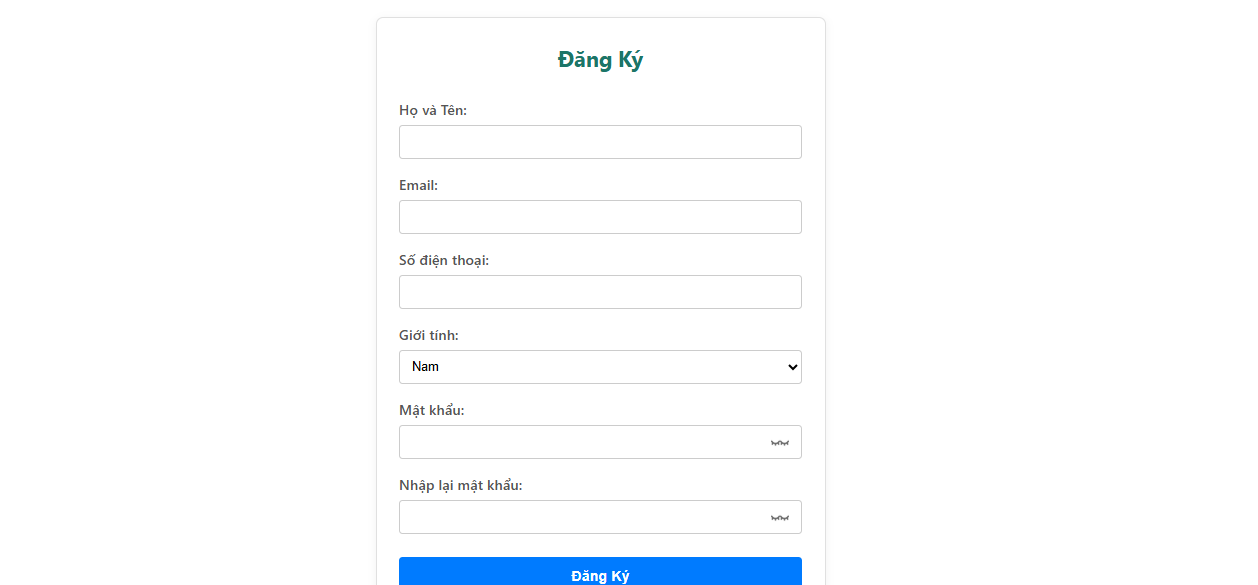 Đăng Ký
Họ và Tên:
Email:
Số điện thoại:
Giới tính:
Nam
Mật khẩu:
Nhập lại mật khẩu:
Đăng Ký